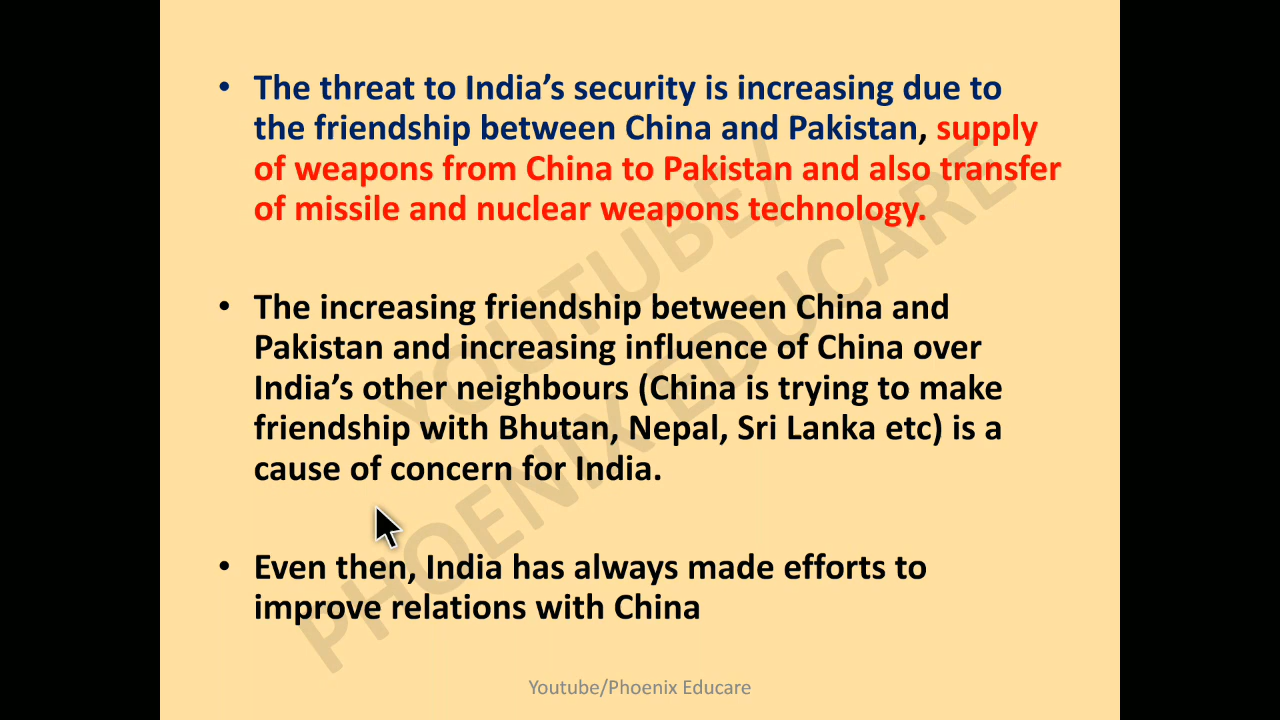 • The threat to India’s security is increasing due to
the friendship between China and Pakistan, supply
of weapons from China to Pakistan and also transfer
of missile and nuclear weapons technology.
• The increasing friendship between China and
Pakistan and increasing influence of China over
India’s other neighbours (China is trying to make
friendship with Bhutan, Nepal, Sri Lanka etc) is a
cause of concern for India.
• Even then, India has always made efforts to
improve relations with China
YOUTUBE/
PHOENIX EDUCARE
Youtube/Phoenix Educare